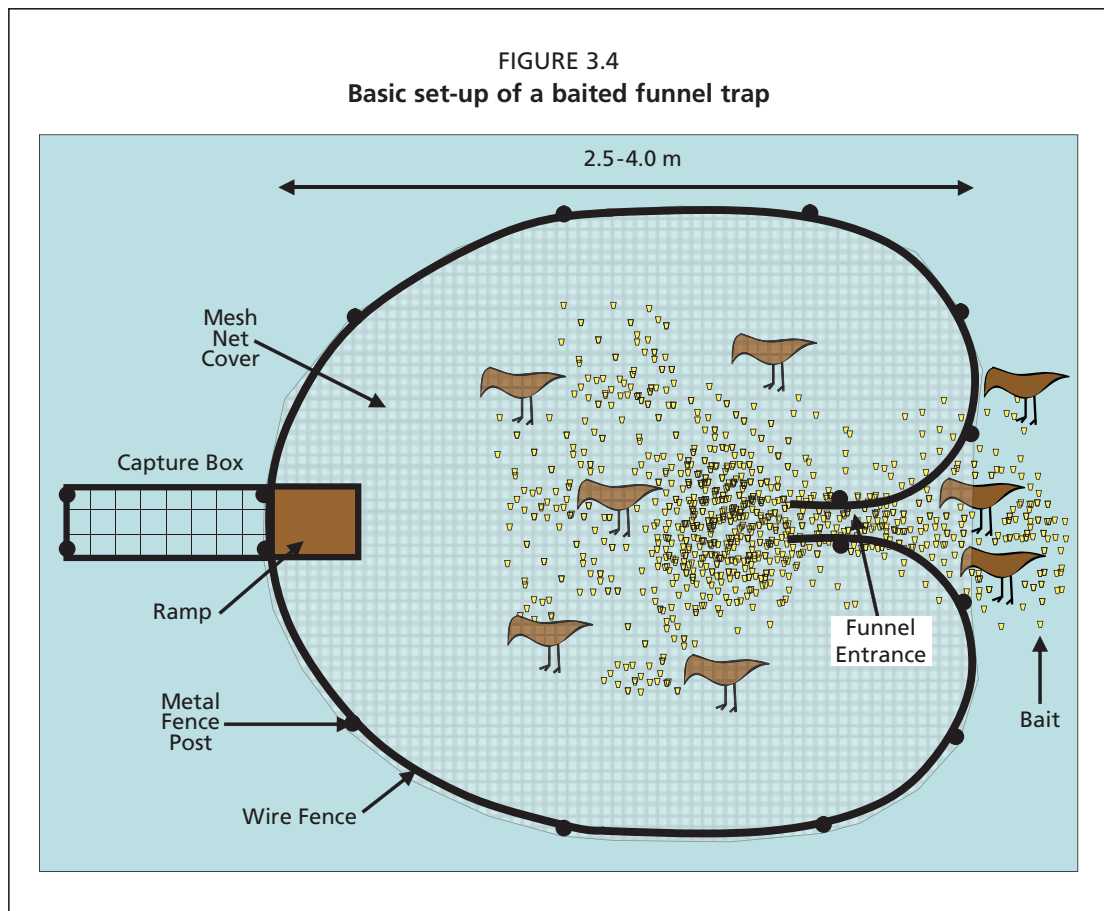 FIGURE 3.4
Basic set-up of a baited funnel trap
2.5-4.0 m
Mesh
Net
Cover
Capture Box
Ramp
Funnel
Entrance
Metal
Fence
Post
Bait
Wire Fence